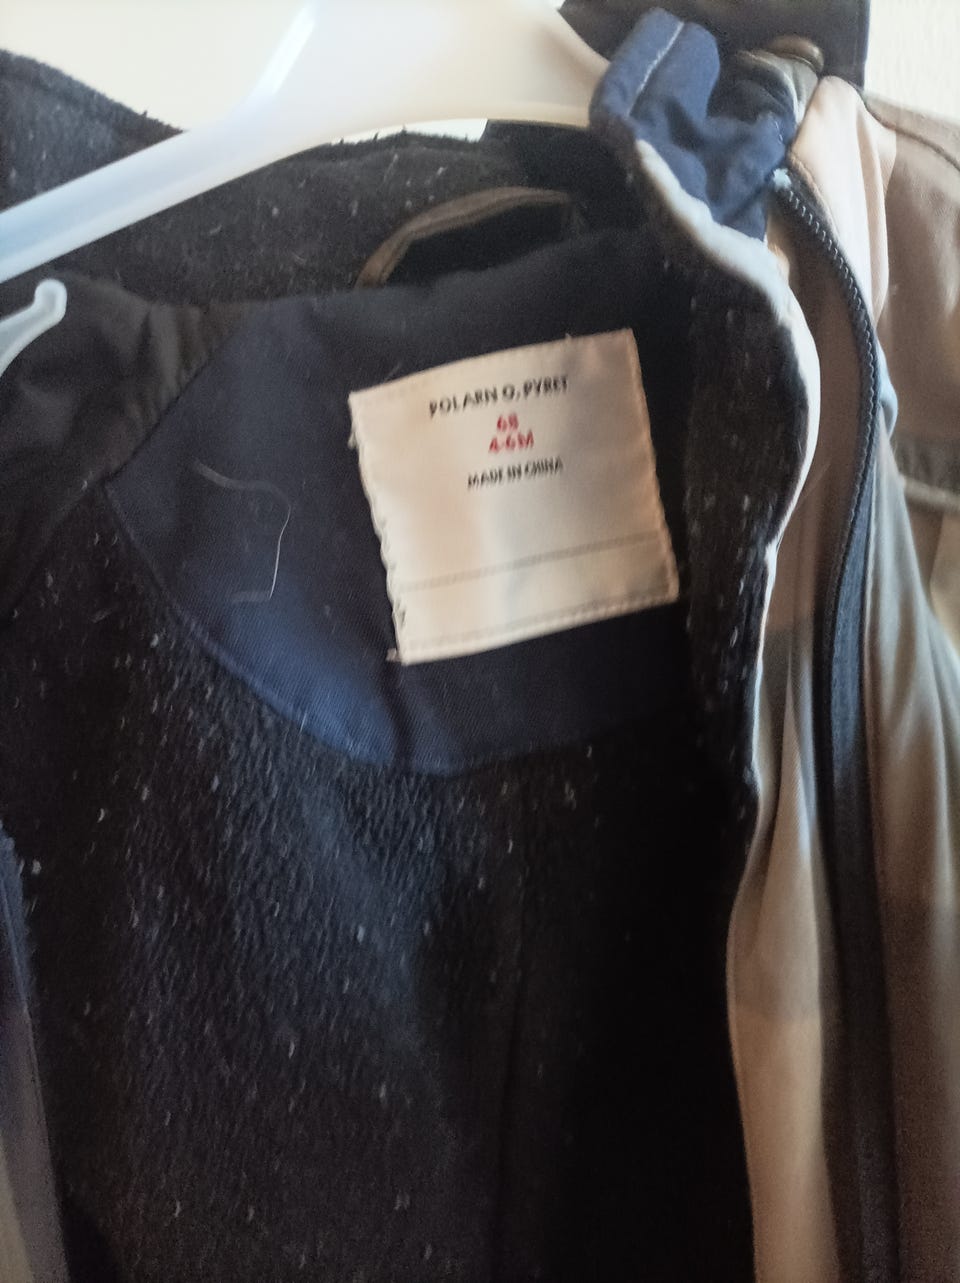 POLARN O. PYRET
68
4-6M
MADE IN CHINA